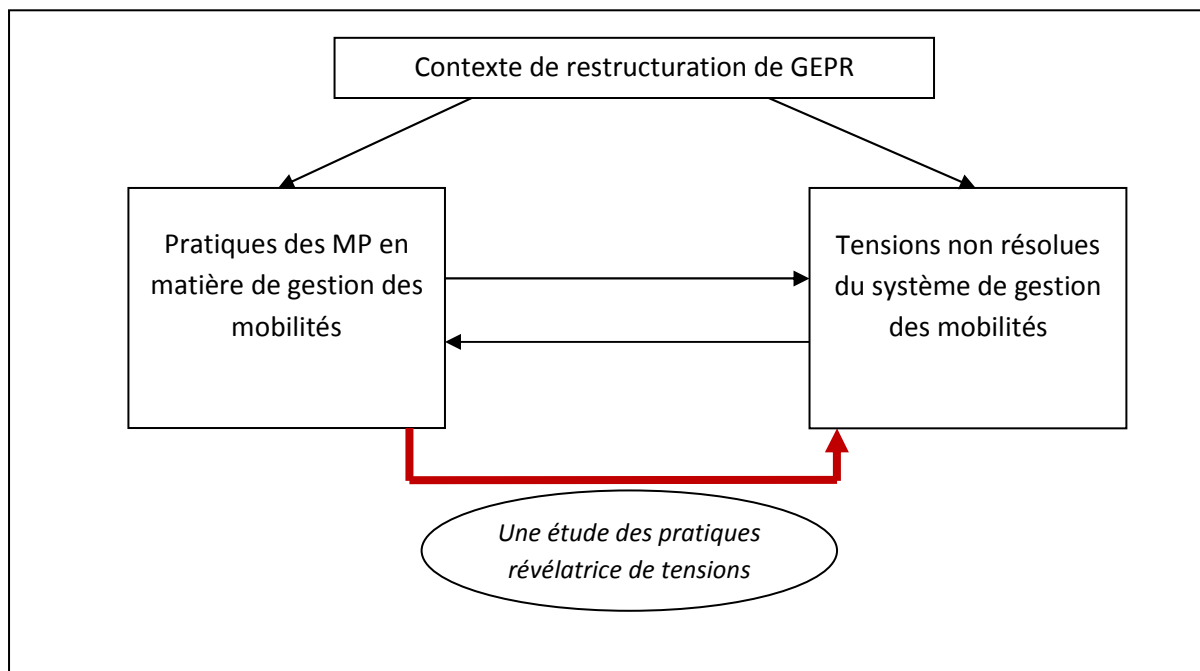 Contexte de restructuration de GEPR
Pratiques des MP en
matière de gestion des
mobilités
Tensions non résolues
du système de gestion
des mobilités
Une étude des pratiques
révélatrice de tensions